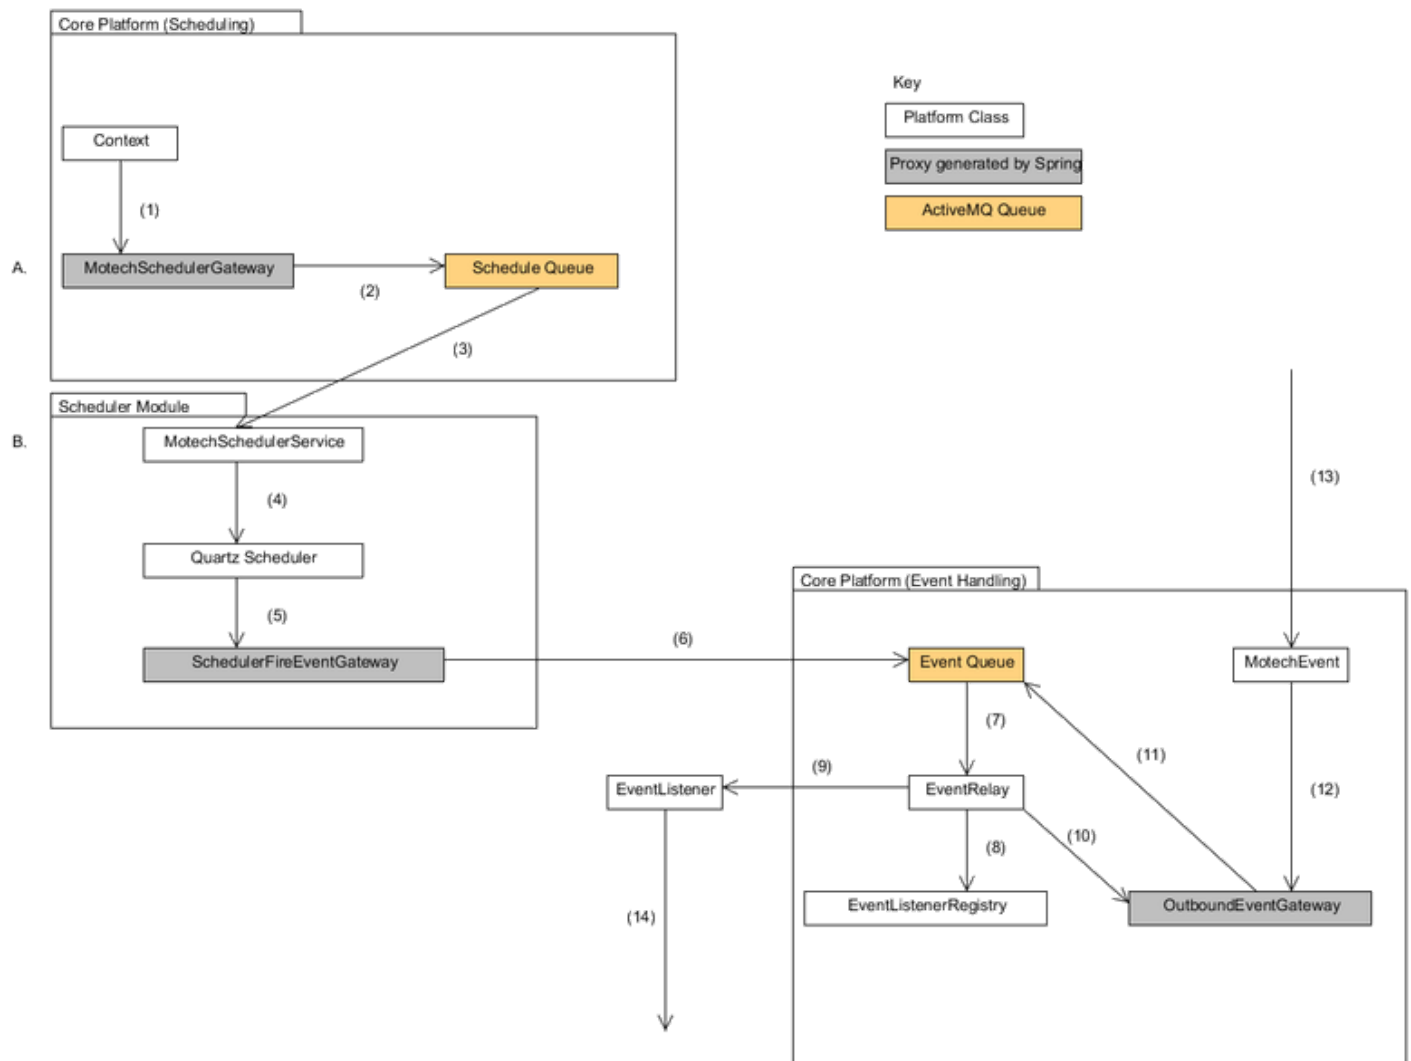 Core Platform (Scheduling)
Key
Platform Class
Context
Proxy generated by Spring
(1)
ActiveMQ Queue
A.
MotechSchedulerGateway
Schedule Queue
(2)
(3)
Scheduler Module
B.
MotechSchedulerService
(13)
(4)
Quartz Scheduler
Core Platform (Event Handling)
(5)
(6)
SchedulerFireEventGateway
Event Queue
MotechEvent
(7)
(11)
(9)
EventListener
EventRelay
(12)
(10)
(8)
EventListenerRegistry
OutboundEventGateway
(14)